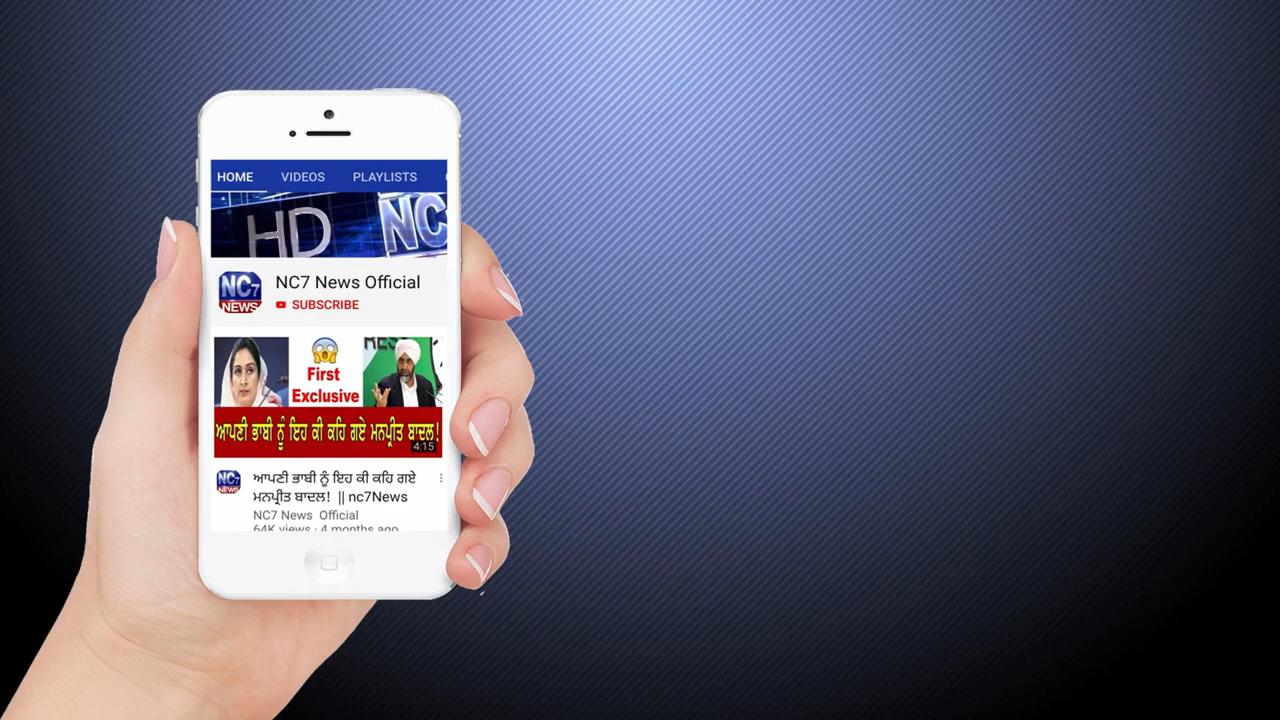 HOME VIDEOS PLAYLISTS
HD NC
NC7 News Official
NC7 NEWS
SUBSCRIBE
First
Exclusive
ਆਪਣੀ ਭਾਬੀ ਨੂੰ ਇਹ ਕੀ ਕਹਿ ਗਏ ਮਨਪ੍ਰੀਤ ਬਾਦਲ!
4:15
NC7 NEWS
ਆਪਣੀ ਭਾਬੀ ਨੂੰ ਇਹ ਕੀ ਕਹਿ ਗਏ
ਮਨਪ੍ਰੀਤ ਬਾਦਲ! || nc7News
NC7 News Official
64K views · 4 months ago